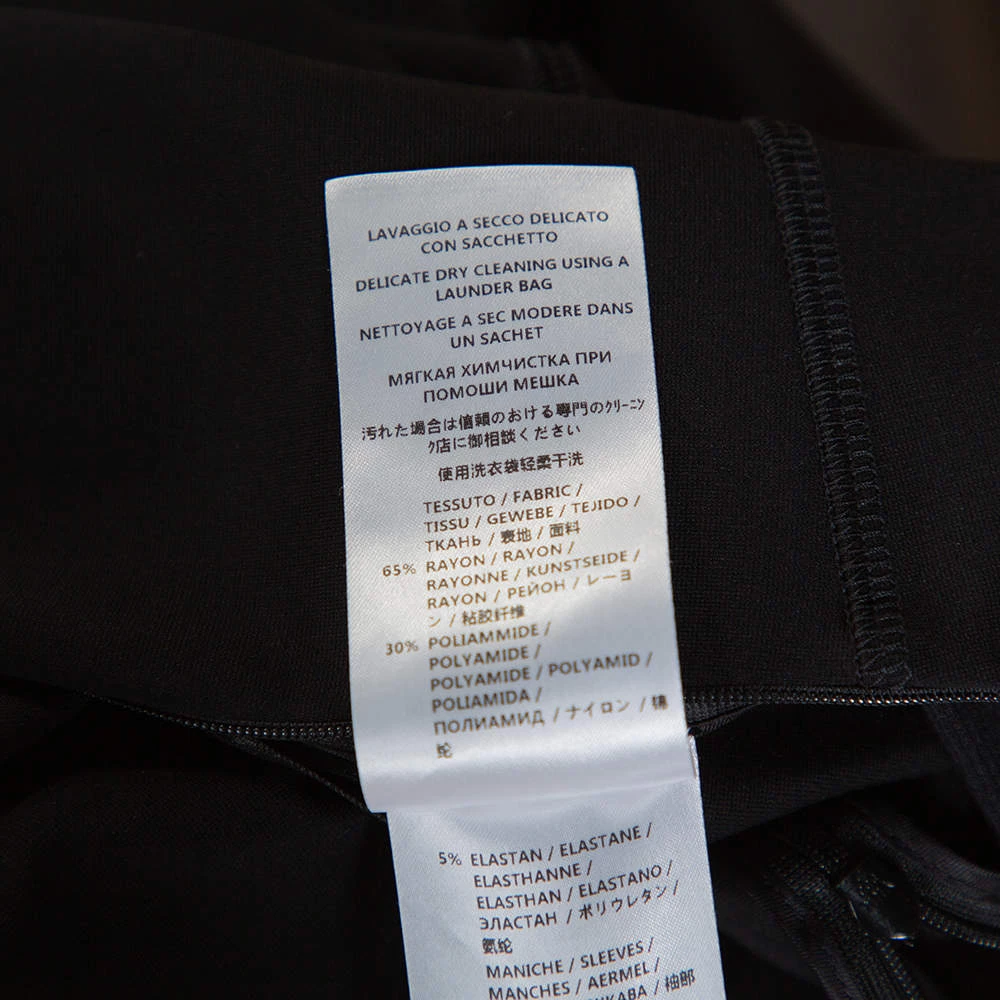 LAVAGGIO A SECCO DELICATO
CON SACCHETTO
DELICATE DRY CLEANING USING A
LAUNDER BAG
NETTOYAGE A SEC MODERE DANS
UN SACHET
МЯГКАЯ ХИМЧИСТКА ПРИ
ПОМОШИ МЕШКА
汚れた場合は信頼のおける専門のｸﾘｰﾆﾝ
ｸ店に御相談ください
使用洗衣袋轻柔干洗
TESSUTO / FABRIC /
TISSU / GEWEBE / TEJIDO /
ТКАНЬ / 表地 / 面料
65% RAYON / RAYON /
RAYONNE / KUNSTSEIDE /
RAYON / РЕЙОН / レーヨ
ン / 粘胶纤维
30% POLIAMMIDE /
POLYAMIDE /
POLYAMIDE / POLYAMID /
POLIAMIDA /
ПОЛИАМИД / ナイロン / 锦
纶
5% ELASTAN / ELASTANE /
ELASTHANNE /
ELASTHAN / ELASTANO /
ЭЛАСТАН / ポリウレタン /
氨纶
MANICHE / SLEEVES /
MANCHES / AERMEL /
/ 袖部